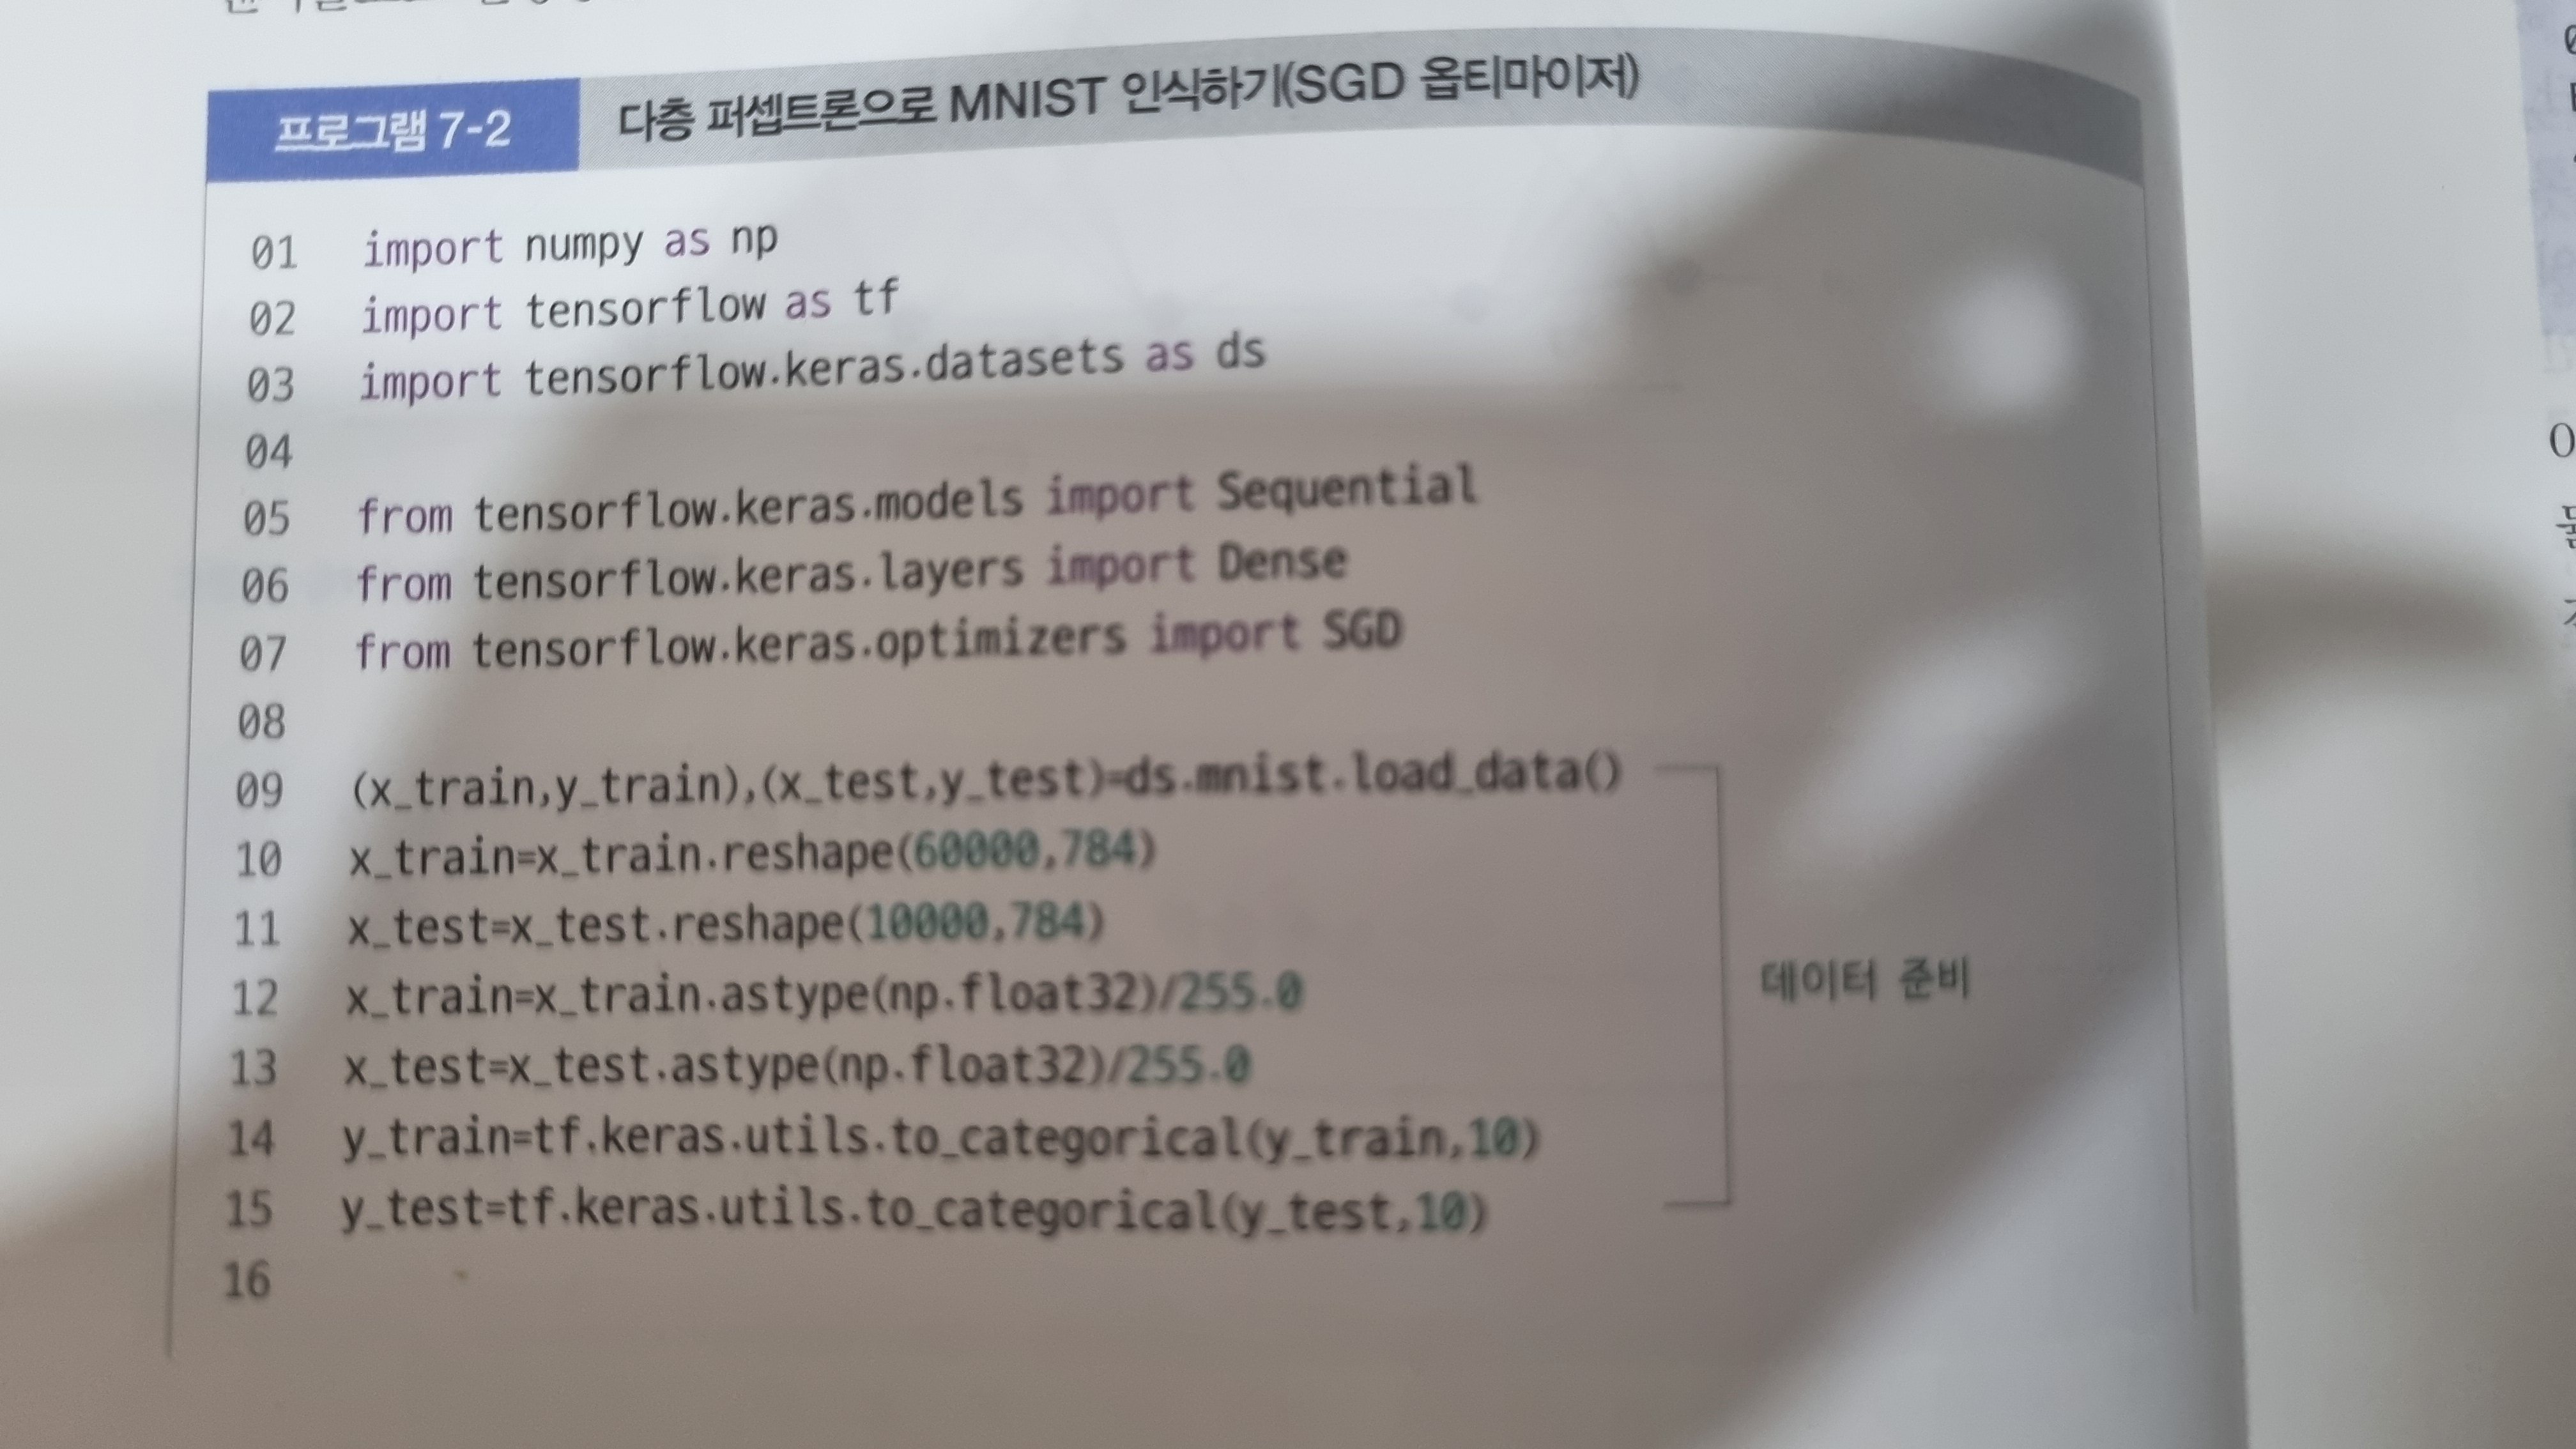 프로그램 7-2 다층 퍼셉트론으로 MNIST 인식하기(SGD 옵티마이저)
01 import numpy as np
02 import tensorflow as tf
03 import tensorflow.keras.datasets as ds
04
05 from tensorflow.keras.models import Sequential
06 from tensorflow.keras.layers import Dense
07 from tensorflow.keras.optimizers import SGD
08
09 (x_train,y_train),(x_test,y_test)=ds.mnist.load_data()
10 x_train=x_train.reshape(60000,784)
11 x_test=x_test.reshape(10000,784)
12 x_train=x_train.astype(np.float32)/255.0
데이터 준비
13 x_test=x_test.astype(np.float32)/255.0
14 y_train=tf.keras.utils.to_categorical(y_train,10)
15 y_test=tf.keras.utils.to_categorical(y_test,10)
16